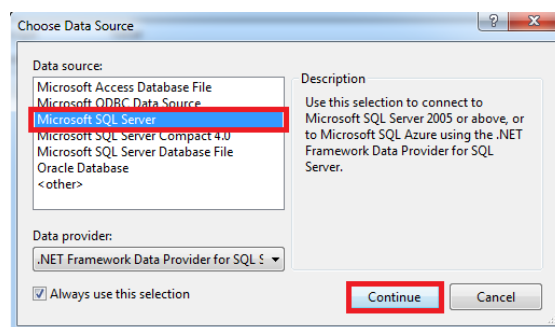 Choose Data Source
Data source:
Microsoft Access Database File
Microsoft ODBC Data Source
Microsoft SQL Server
Microsoft SQL Server Compact 4.0
Microsoft SQL Server Database File
Oracle Database
<other>
Description
Use this selection to connect to
Microsoft SQL Server 2005 or above, or
to Microsoft SQL Azure using the .NET
Framework Data Provider for SQL
Server.
Data provider:
.NET Framework Data Provider for SQL S
Always use this selection
Continue
Cancel